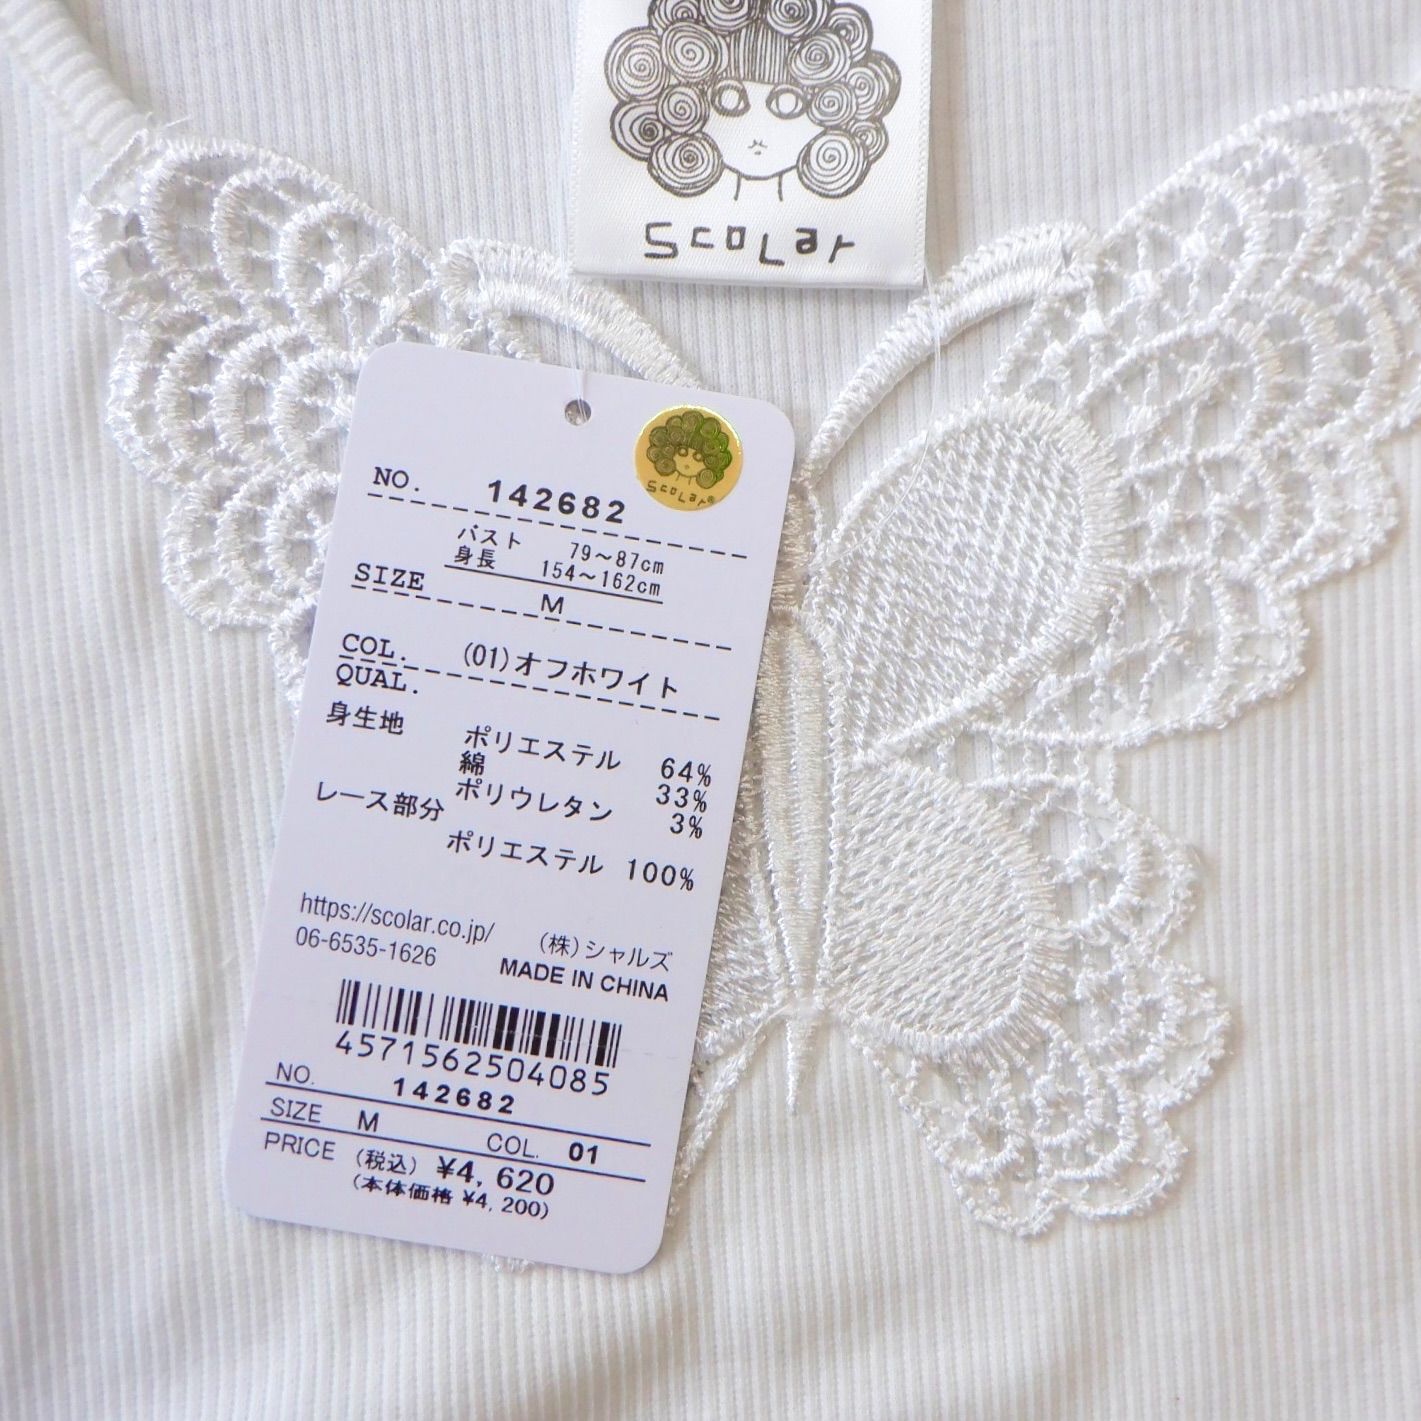 scoLar
scoLar®
NO. 142682
バスト 79～87cm
身長 154～162cm
SIZE M
COL. (01)オフホワイト
QUAL.
身生地 ポリエステル 64%
綿 33%
ポリウレタン 3%
レース部分
ポリエステル 100%
https://scolar.co.jp/
06-6535-1626 (株)シャルズ
MADE IN CHINA
4571562504085
NO. 142682
SIZE M COL. 01
PRICE (税込) ¥4,620
(本体価格 ¥4,200)